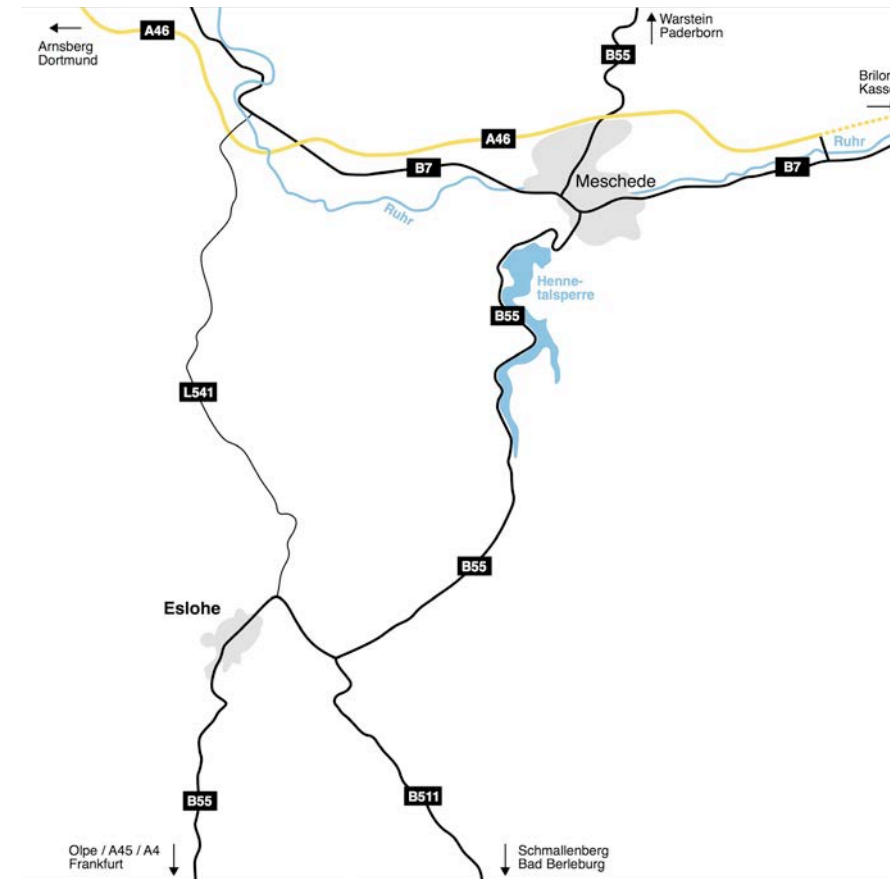 Warstein
Paderborn
A46
Arnsberg
Dortmund
B55
Kasse
A46
Ruhr
B7
B7
Meschede
Ruhr
Henne-
talsperre
B55
L541
B55
Eslohe
B55
B511
Olpe / A45 / A4
Frankfurt
Schmallenberg
Bad Berleburg